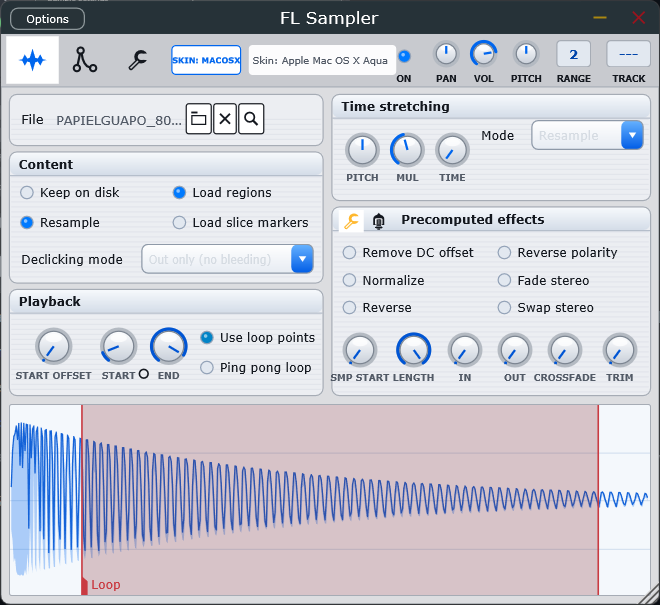 Options
FL Sampler
SKIN: MACOSX
Skin: Apple Mac OS X Aqua
ON
PAN
VOL
PITCH
2
RANGE
---
TRACK
File
PAPIELGUAPO_80...
Content
Keep on disk
Load regions
Resample
Load slice markers
Declicking mode
Out only (no bleeding)
Playback
START OFFSET
START
END
Use loop points
Ping pong loop
Time stretching
PITCH
MUL
TIME
Mode
Resample
Precomputed effects
Remove DC offset
Reverse polarity
Normalize
Fade stereo
Reverse
Swap stereo
SMP START
LENGTH
IN
OUT
CROSSFADE
TRIM
Loop